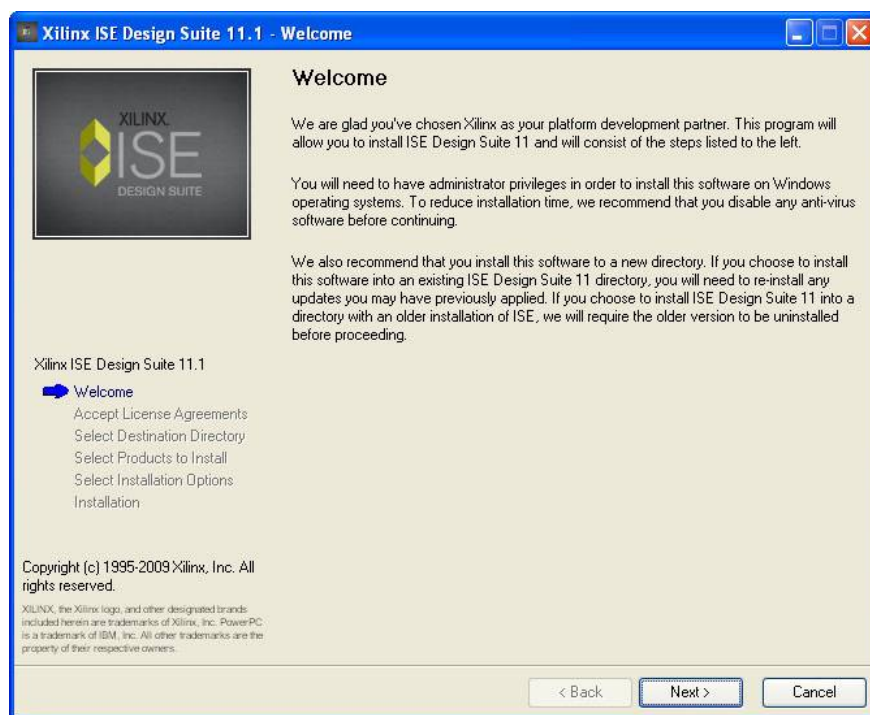 Xilinx ISE Design Suite 11.1 - Welcome
XILINX
ISE
DESIGN SUITE
Xilinx ISE Design Suite 11.1
Welcome
Accept License Agreements
Select Destination Directory
Select Products to Install
Select Installation Options
Installation
Copyright (c) 1995-2009 Xilinx, Inc. All
rights reserved.
XILINX, the Xilinx logo, and other designated brands
included herein are trademarks of Xilinx, Inc. PowerPC
is a trademark of IBM, Inc. All other trademarks are the
property of their respective owners.
Welcome
We are glad you've chosen Xilinx as your platform development partner. This program will
allow you to install ISE Design Suite 11 and will consist of the steps listed to the left.
You will need to have administrator privileges in order to install this software on Windows
operating systems. To reduce installation time, we recommend that you disable any anti-virus
software before continuing.
We also recommend that you install this software to a new directory. If you choose to install
this software into an existing ISE Design Suite 11 directory, you will need to re-install any
updates you may have previously applied. If you choose to install ISE Design Suite 11 into a
directory with an older installation of ISE, we will require the older version to be uninstalled
before proceeding.
< Back
Next >
Cancel